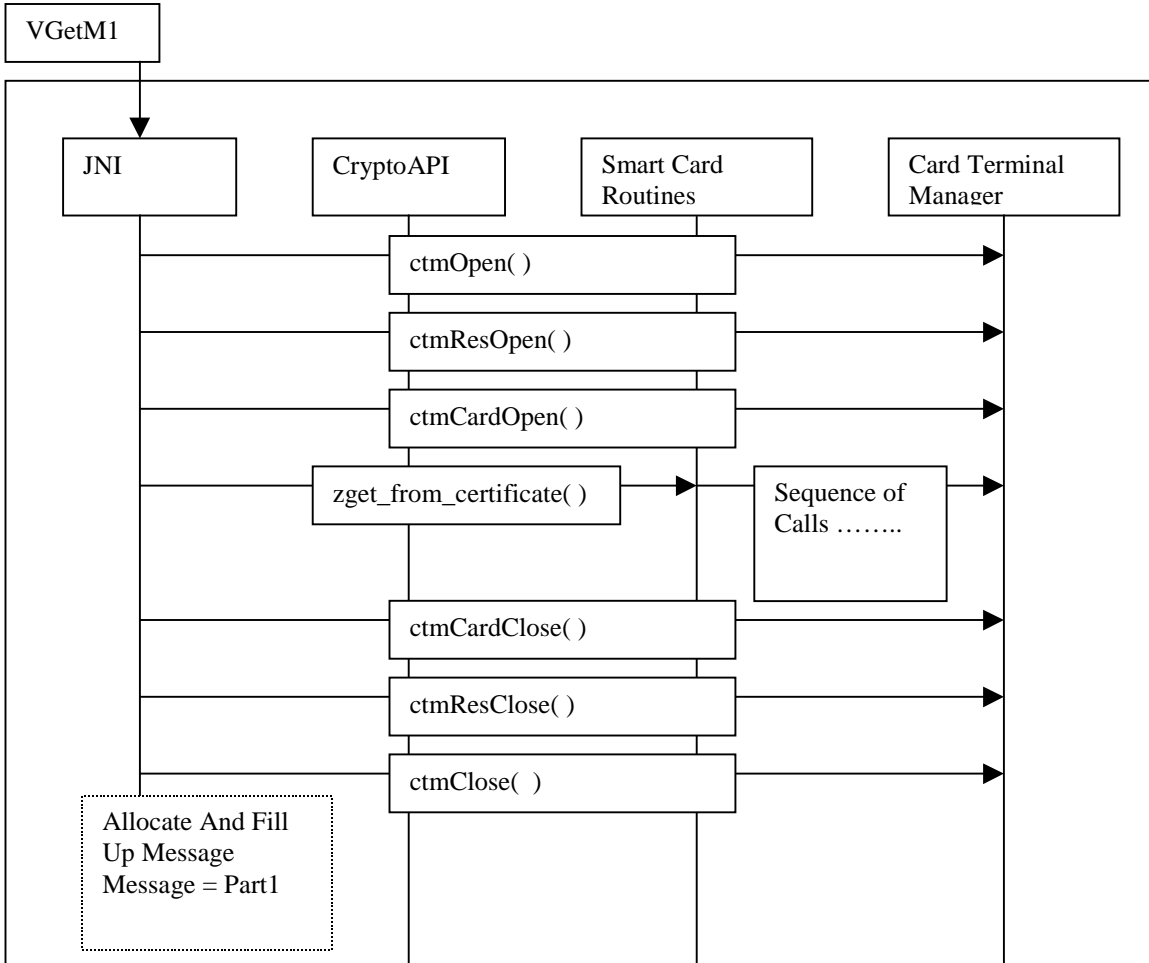 VGetM1
JNI
CryptoAPI
Smart Card
Routines
Card Terminal
Manager
ctmOpen( )
ctmResOpen( )
ctmCardOpen( )
zget_from_certificate( )
Sequence of
Calls ……..
ctmCardClose( )
ctmResClose( )
ctmClose(  )
Allocate And Fill
Up Message
Message = Part1